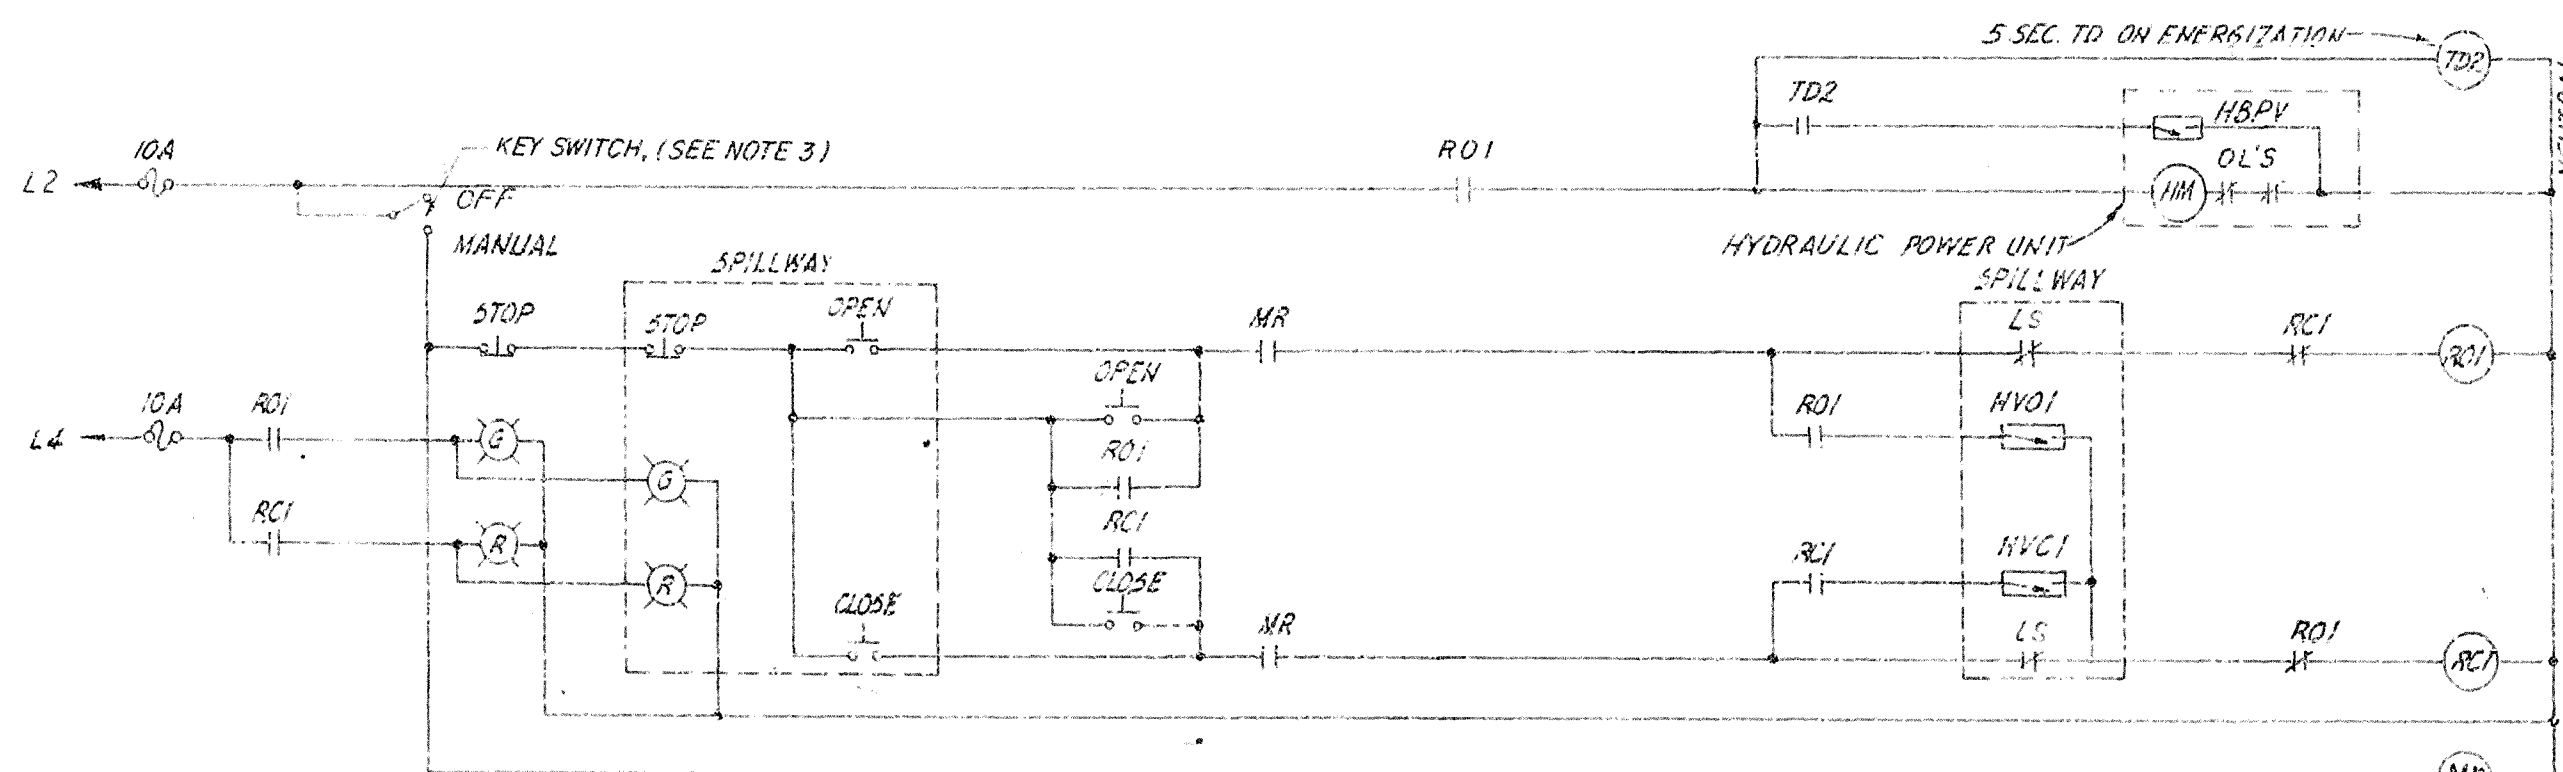 5 SEC. TD ON ENERGIZATION
TD2
TD2
HBPV
10A
KEY SWITCH, (SEE NOTE 3)
RO1
OL'S
L2
OFF
HM
MANUAL
HYDRAULIC POWER UNIT
SPILLWAY
SPILLWAY
STOP
STOP
OPEN
MR
LS
RC1
RO1
OPEN
10A
RO1
RO1
HVO1
L4
G
RO1
G
RC1
RC1
R
RC1
HVC1
R
CLOSE
CLOSE
MR
LS
RO1
RC1